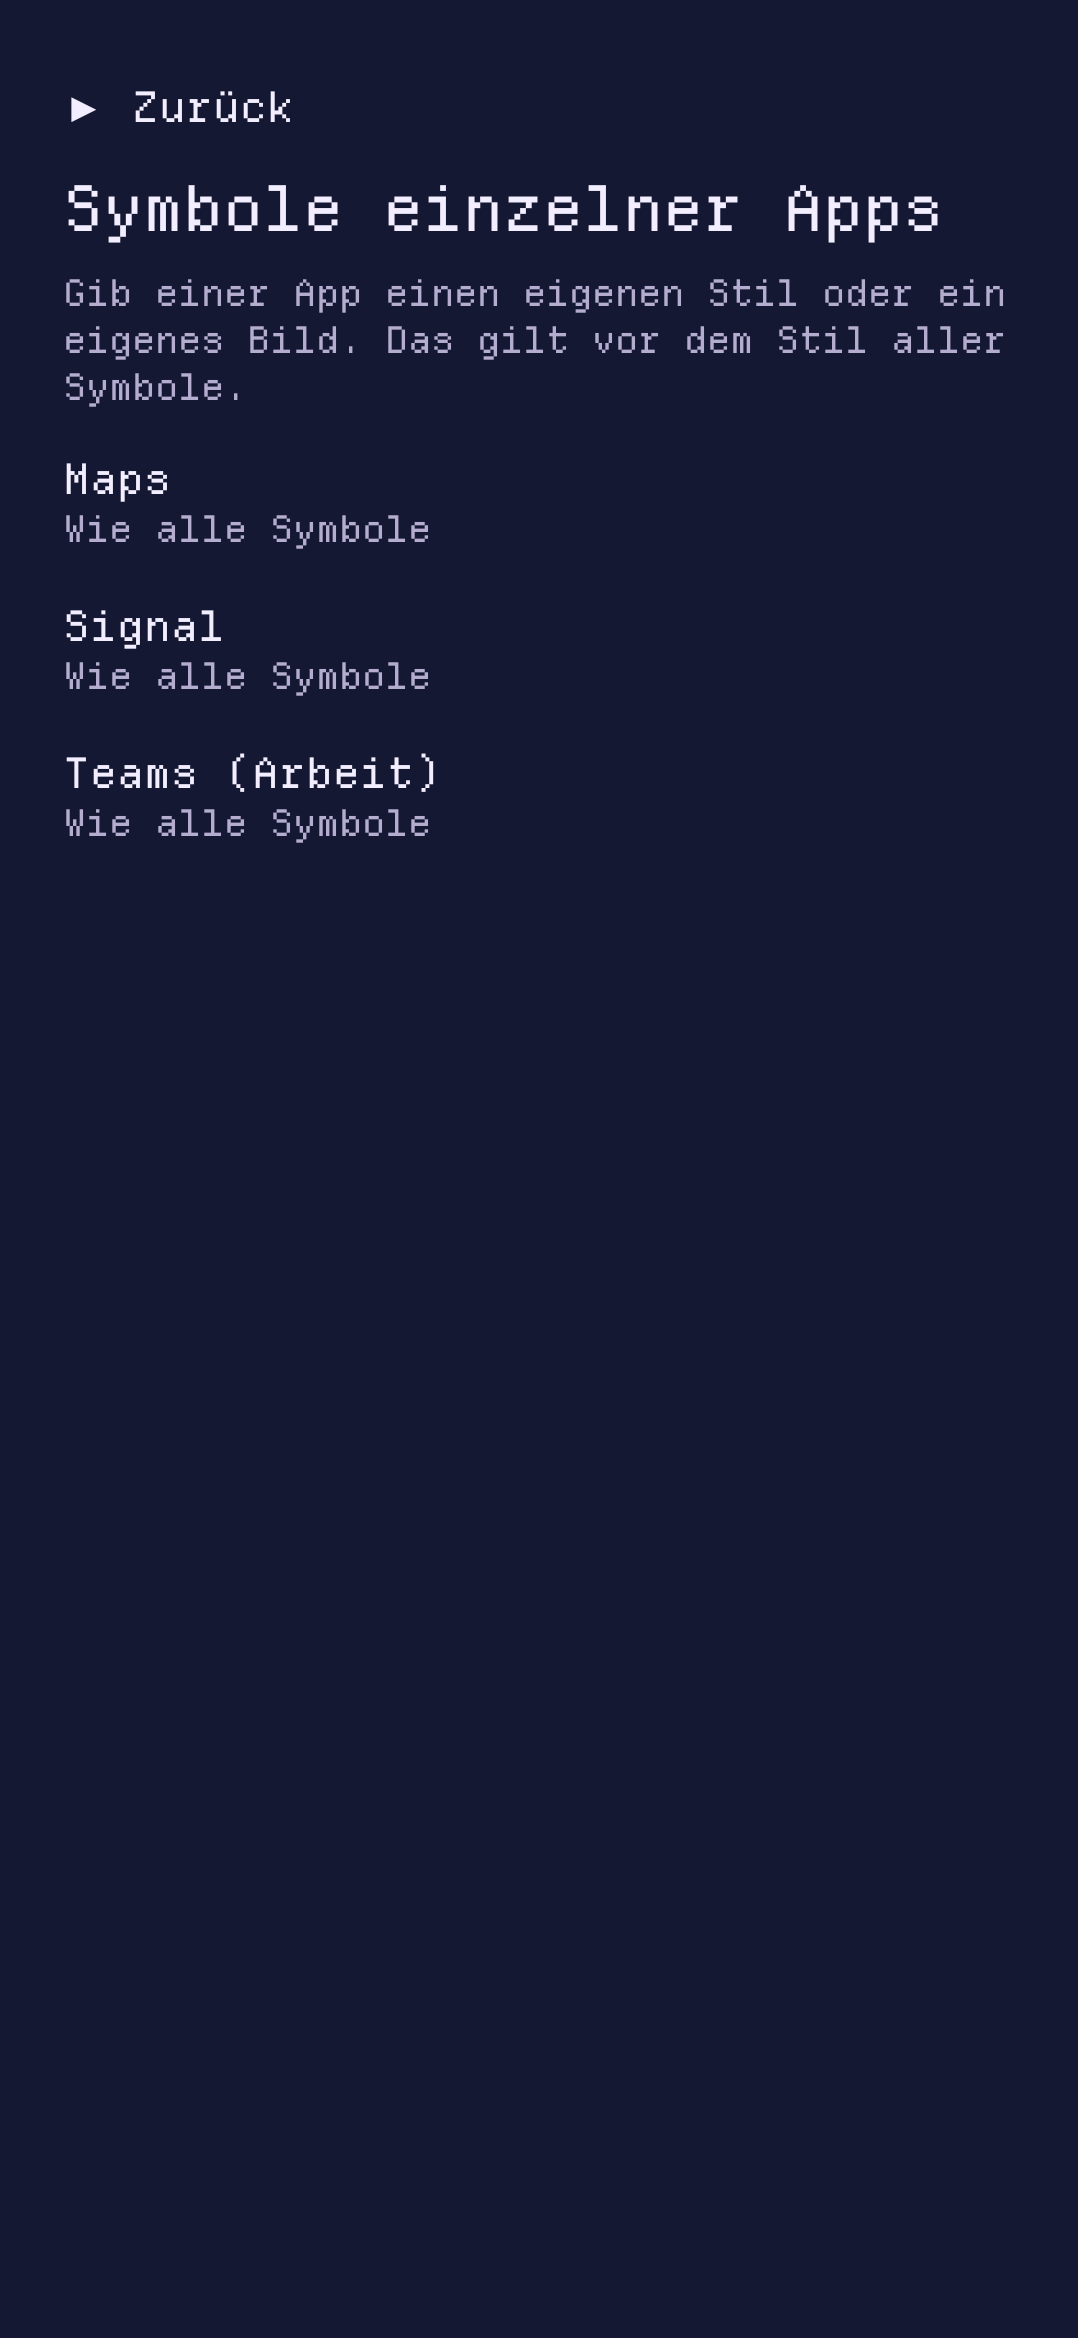 ▶ Zurück
Symbole einzelner Apps
Gib einer App einen eigenen Stil oder ein
eigenes Bild. Das gilt vor dem Stil aller
Symbole.
Maps
Wie alle Symbole
Signal
Wie alle Symbole
Teams (Arbeit)
Wie alle Symbole